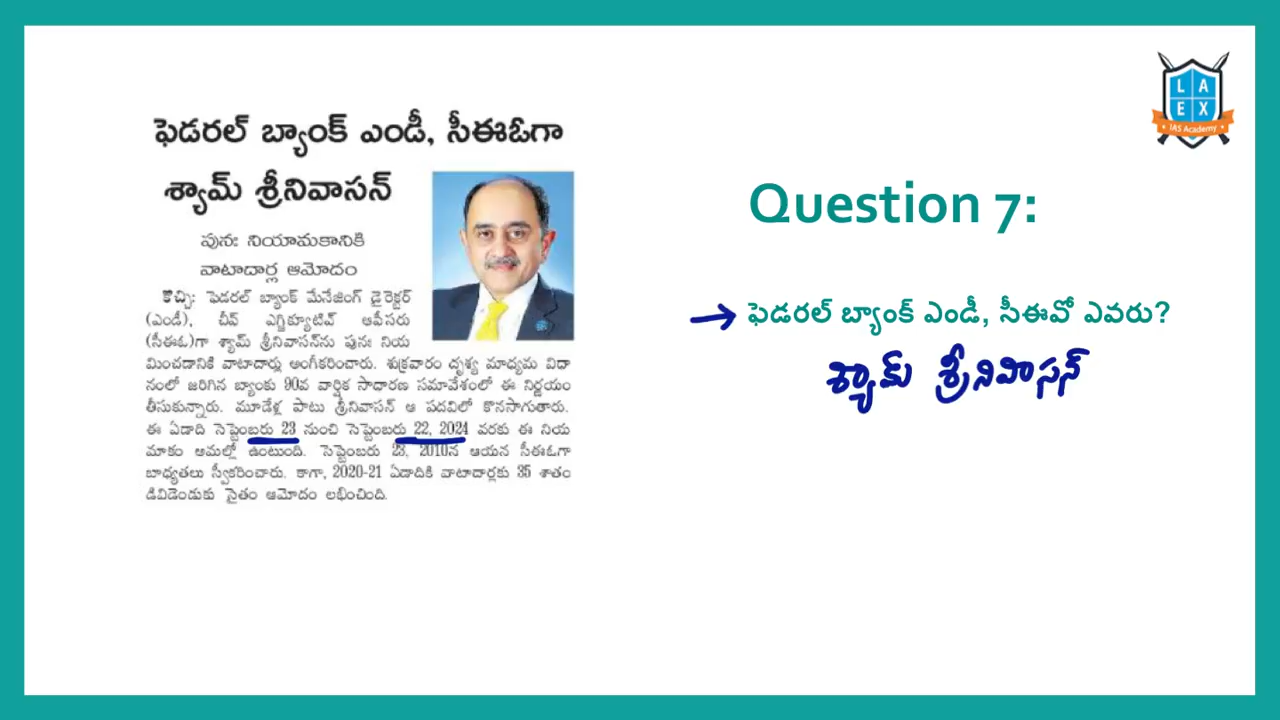 ఫెడరల్ బ్యాంక్ ఎండీ, సీఈఓగా
శ్యామ్ శ్రీనివాసన్
పునః నియామకానికి
వాటాదార్ల ఆమోదం
కొచ్చి: ఫెడరల్ బ్యాంక్ మేనేజింగ్ డైరెక్టర్
(ఎండీ), చీఫ్ ఎగ్జిక్యూటివ్ ఆఫీసరు
(సీఈఓ)గా శ్యామ్ శ్రీనివాసన్‌ను పునః నియ
మించడానికి వాటాదార్లు అంగీకరించారు. శుక్రవారం దృశ్య మాధ్యమ విధా
నంలో జరిగిన బ్యాంకు 90వ వార్షిక సాధారణ సమావేశంలో ఈ నిర్ణయం
తీసుకున్నారు. మూడేళ్ల పాటు శ్రీనివాసన్ ఆ పదవిలో కొనసాగుతారు.
ఈ ఏడాది సెప్టెంబరు 23 నుంచి సెప్టెంబరు 22, 2024 వరకు ఈ నియ
మాకం అమల్లో ఉంటుంది. సెప్టెంబరు 23, 2010న ఆయన సీఈఓగా
బాధ్యతలు స్వీకరించారు. కాగా, 2020-21 ఏడాదికి వాటాదార్లకు 35 శాతం
డివిడెండుకు సైతం ఆమోదం లభించింది.
L A
E X
IAS Academy
Question 7:
ఫెడరల్ బ్యాంక్ ఎండీ, సీఈవో ఎవరు?
శ్యామ్ శ్రీనివాసన్